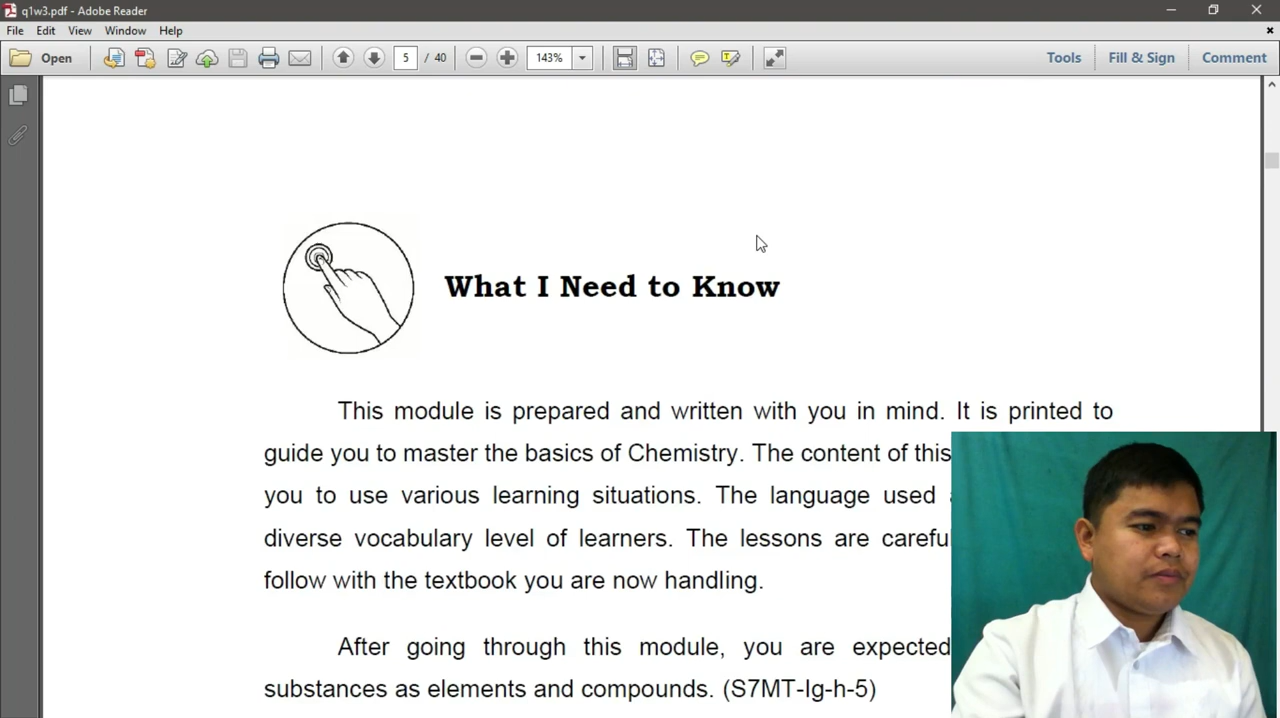 q1w3.pdf - Adobe Reader
File Edit View Window Help
Open 5 / 40 143% Tools Fill & Sign Comment
What I Need to Know
This module is prepared and written with you in mind. It is printed to
guide you to master the basics of Chemistry. The content of this
you to use various learning situations. The language used
diverse vocabulary level of learners. The lessons are
follow with the textbook you are now handling.
After going through this module, you are expected
substances as elements and compounds. (S7MT-Ig-h-5)